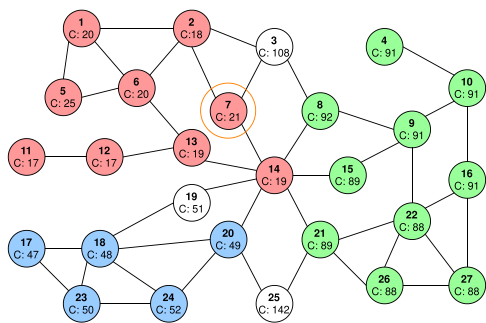 1
C: 20
2
C:18
3
C: 108
4
C: 91
5
C: 25
6
C: 20
7
C: 21
8
C: 92
9
C: 91
10
C: 91
11
C: 17
12
C: 17
13
C: 19
14
C: 19
15
C: 89
16
C: 91
17
C: 47
18
C: 48
19
C: 51
20
C: 49
21
C: 89
22
C: 88
23
C: 50
24
C: 52
25
C: 142
26
C: 88
27
C: 88